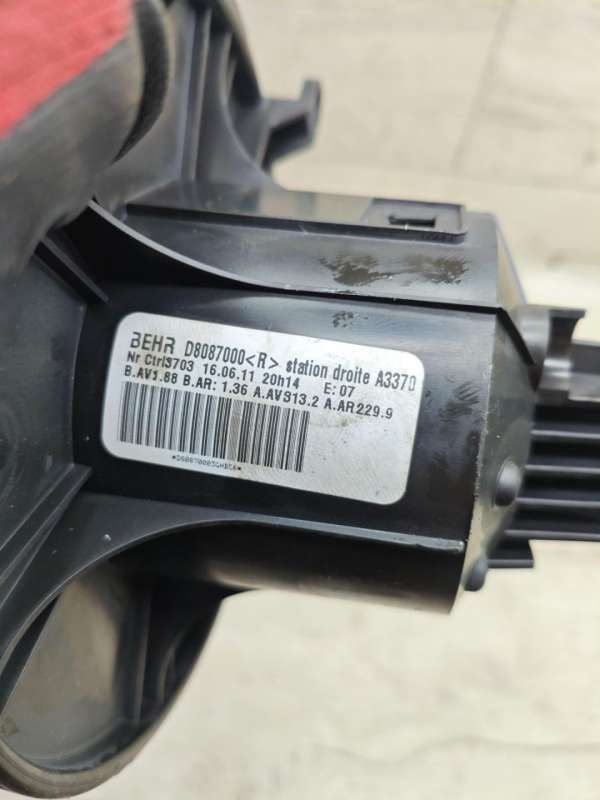 BEHR D8087000<R> station droite A3370
Nr Ctrl3703 16.06.11 20h14 E:07
B.AV1.88 B.AR: 1.36 A.AV313.2 A.AR229.9